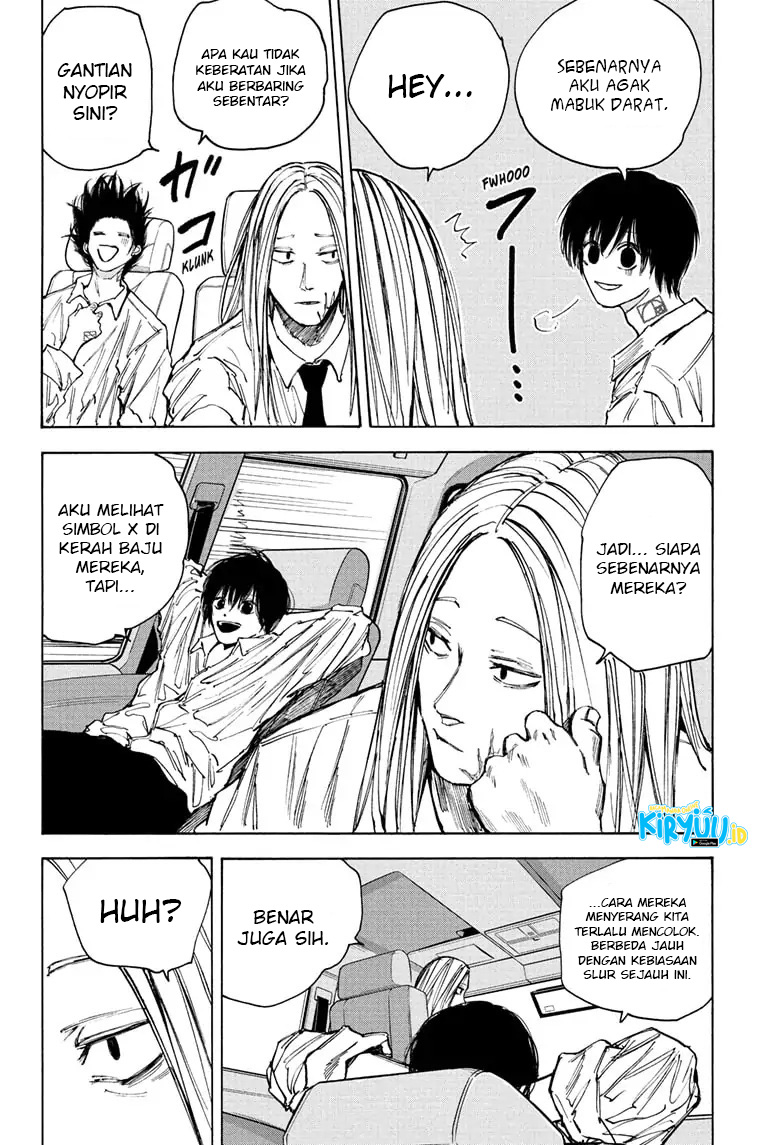 SEBENARNYA
AKU AGAK
MABUK DARAT.
HEY...
FWHOOO
フー…
APA KAU TIDAK
KEBERATAN JIKA
AKU BERBARING
SEBENTAR?
ガコ
KLUNK
GANTIAN
NYOPIR
SINI?
JADI... SIAPA
SEBENARNYA
MEREKA?
AKU MELIHAT
SIMBOL X DI
KERAH BAJU
MEREKA,
TAPI...
KIRYUU.ID
...CARA MEREKA
MENYERANG KITA
TERLALU MENCOLOK.
BERBEDA JAUH
DENGAN KEBIASAAN
SLUR SEJAUH INI.
BENAR
JUGA SIH.
HUH?